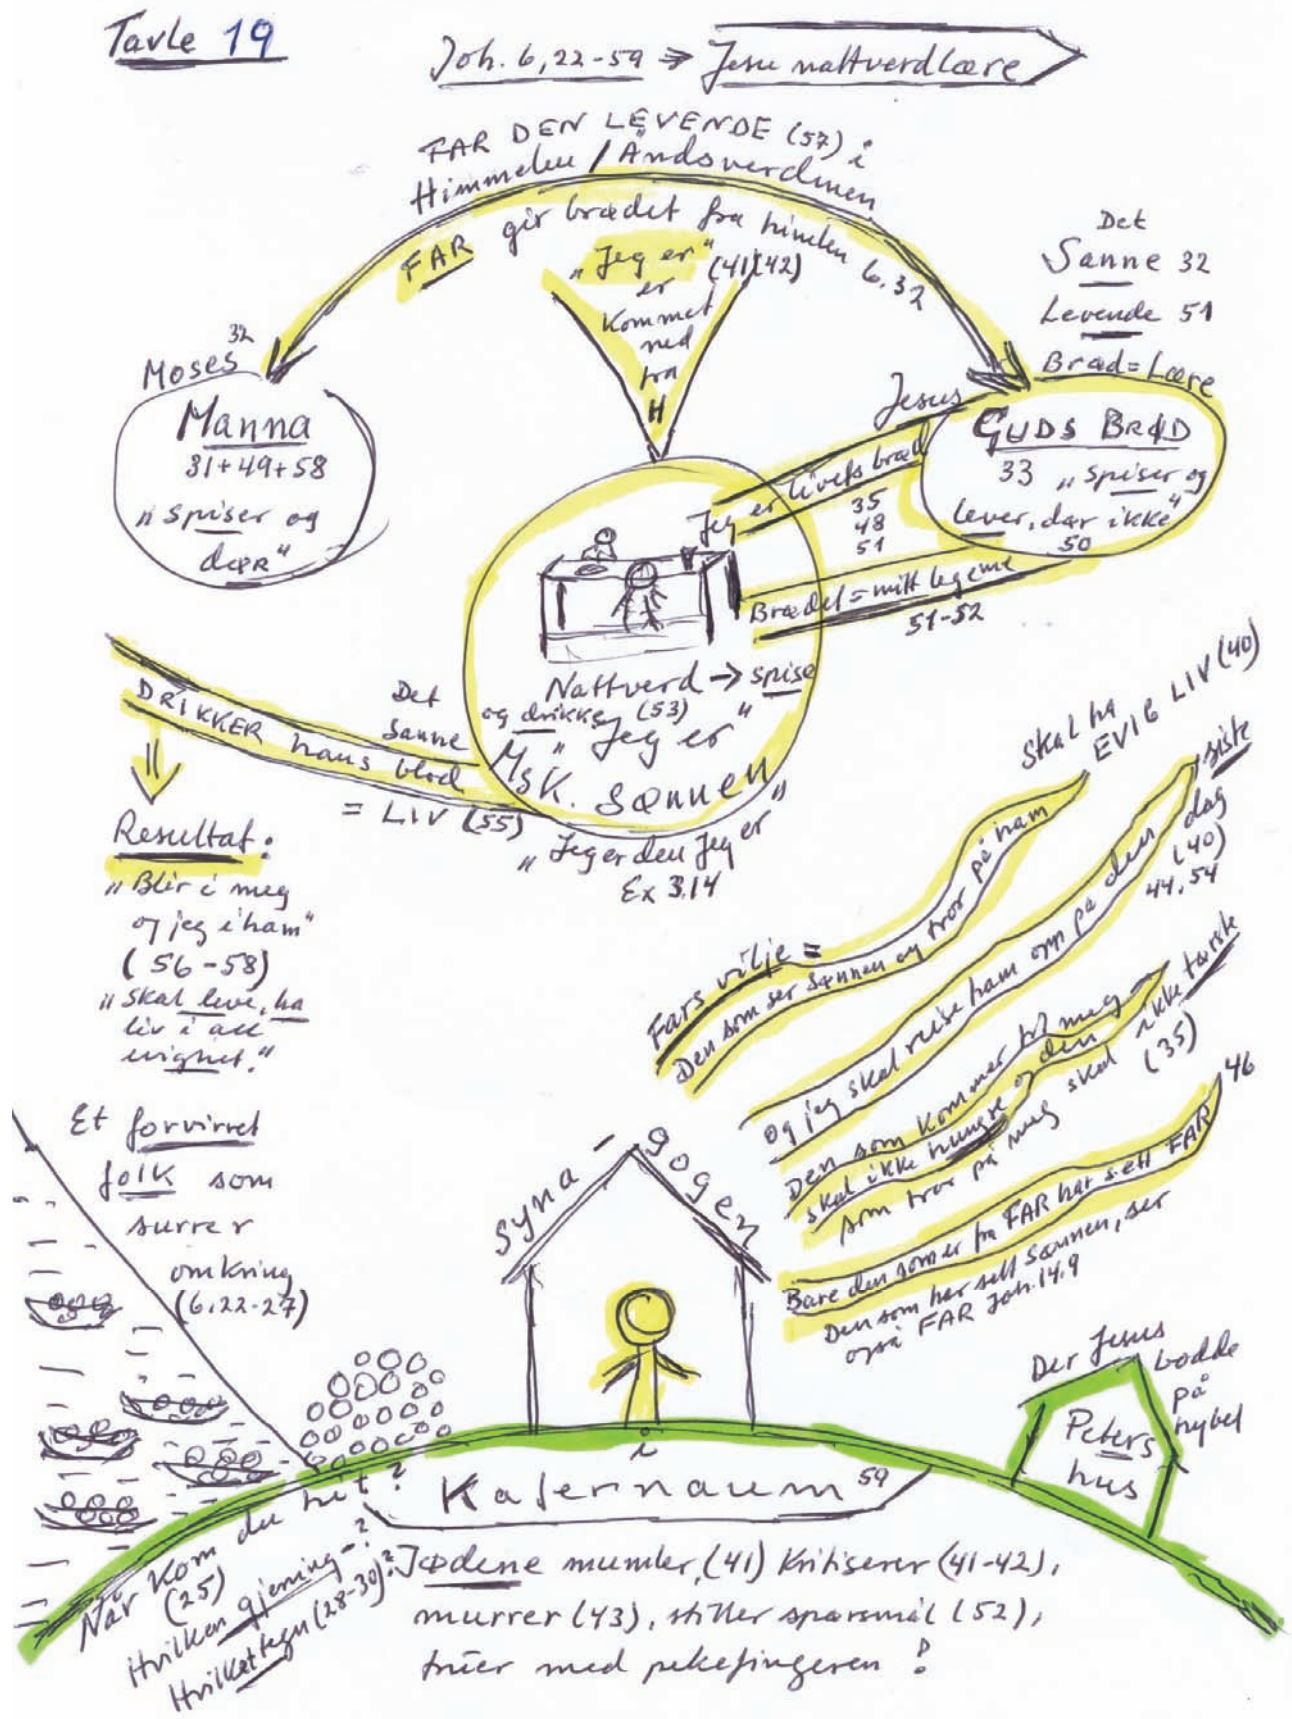 Tavle 19
Joh. 6,22-59 ⇒ Jesu nattverdlære
FAR DEN LEVENDE (57) i
Himmelen / Åndsverdnen
FAR gir brødet fra himlen 6.32
"Jeg er" (41)(42)
er
kommet
ned
fra
H
Det
Sanne 32
Levende 51
Brød = Lære
Moses 32
Manna
31+49+58
"spiser og
dør"
Jesus
GUDS BRØD
33 "spiser og
lever, dør ikke"
50
Jeg er livets brød
35
48
51
Brødet = mitt legeme
51-52
Nattverd → spise
og drikke (53)
"Jeg er"
MSK. Sønnen
"Jeg er den Jeg er"
Ex 3.14
Det
Sanne
DRIKKER hans blod
= LIV (55)
Resultat:
"Blir i meg
og jeg i ham"
(56-58)
"Skal leve, ha
liv i all
evighet."
Skal ha
EVIG LIV (40)
Fars vilje =
Den som ser Sønnen og tror på ham
og jeg skal reise ham opp på den siste
dag
(40)
44,54
Den som kommer til meg
skal ikke hungre og den
som tror på meg skal ikke tørste
(35)
Bare den som er fra FAR har sett FAR 46
Den som har sett Sønnen, ser
også FAR Joh. 14.9
Et forvirret
folk som
surrer
omkring
(6.22-27)
Syna-gogen
i
Kafernaum 59
Der Jesus
bodde
på
hybel
Peters
hus
Når kom du hit?
(25)
Hvilken gjerning-?
Hvilket tegn (28-30)?
Jødene mumler, (41) Kritiserer (41-42),
murrer (43), stiller spørsmål (52),
truer med pekefingeren?